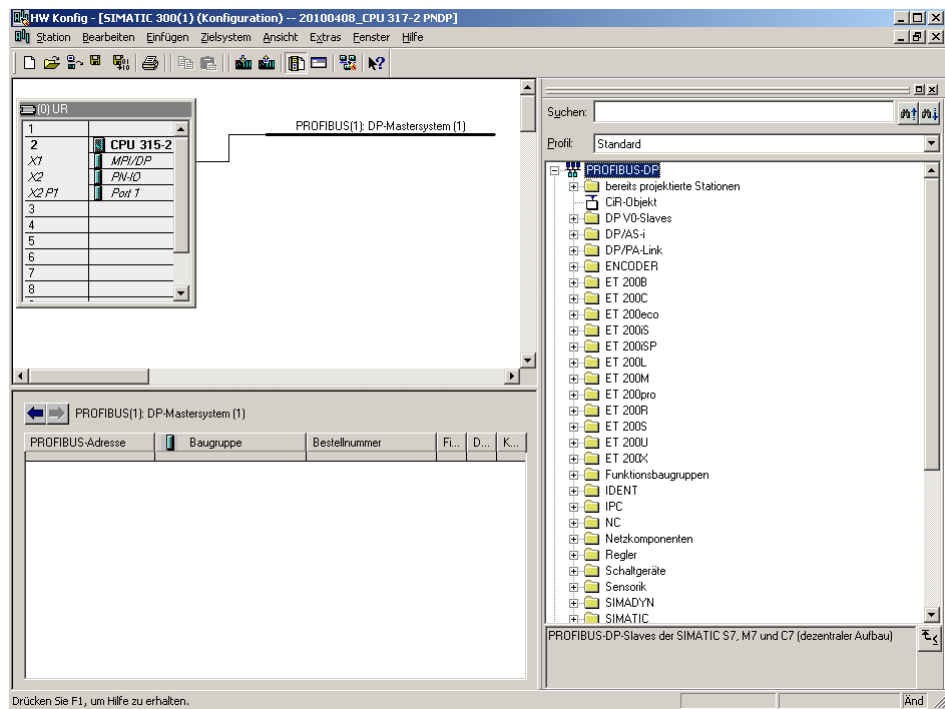 HW Konfig - [SIMATIC 300(1) (Konfiguration) -- 20100408_CPU 317-2 PNDP]
Station Bearbeiten Einfügen Zielsystem Ansicht Extras Fenster Hilfe
(0) UR
1
2 CPU 315-2
X1 MPI/DP
X2 PN-IO
X2 P1 Port 1
3
4
5
6
7
8
PROFIBUS(1): DP-Mastersystem (1)
Suchen:
Profil: Standard
PROFIBUS-DP
bereits projektierte Stationen
CiR-Objekt
DP V0-Slaves
DP/AS-i
DP/PA-Link
ENCODER
ET 200B
ET 200C
ET 200eco
ET 200iS
ET 200iSP
ET 200L
ET 200M
ET 200pro
ET 200R
ET 200S
ET 200U
ET 200X
Funktionsbaugruppen
IDENT
IPC
NC
Netzkomponenten
Regler
Schaltgeräte
Sensorik
SIMADYN
SIMATIC
PROFIBUS-DP-Slaves der SIMATIC S7, M7 und C7 (dezentraler Aufbau)
PROFIBUS(1): DP-Mastersystem (1)
PROFIBUS-Adresse Baugruppe Bestellnummer Fi... D... K...
Drücken Sie F1, um Hilfe zu erhalten.
Änd